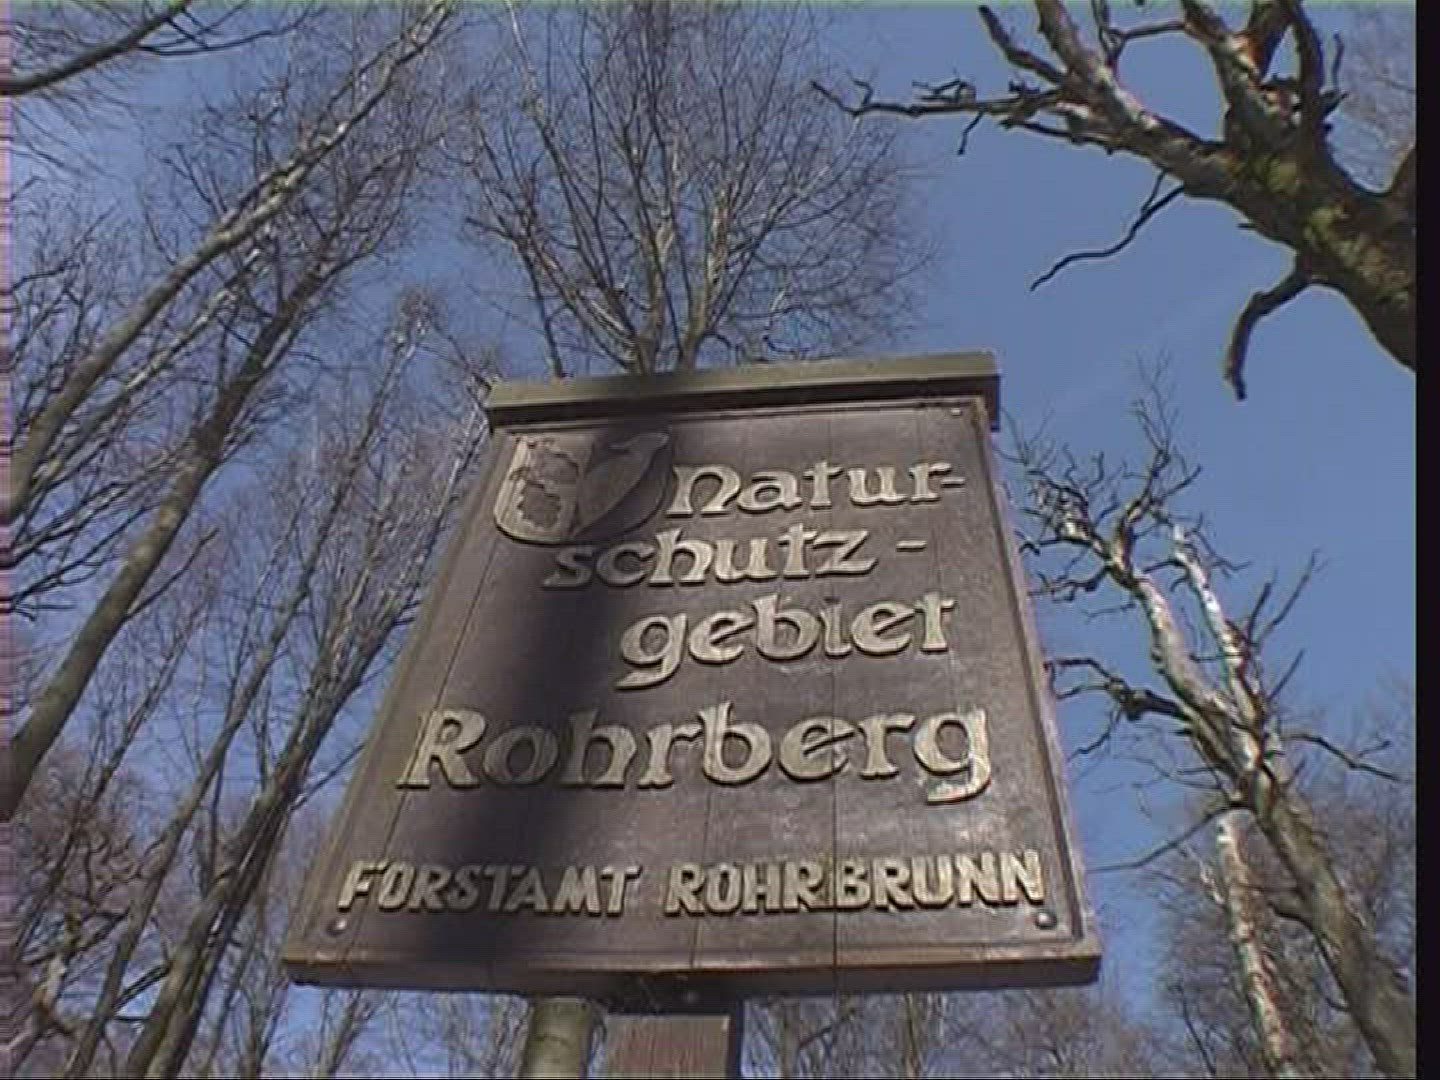 Natur-
schutz-
gebiet
Rohrberg
FORSTAMT ROHRBRUNN